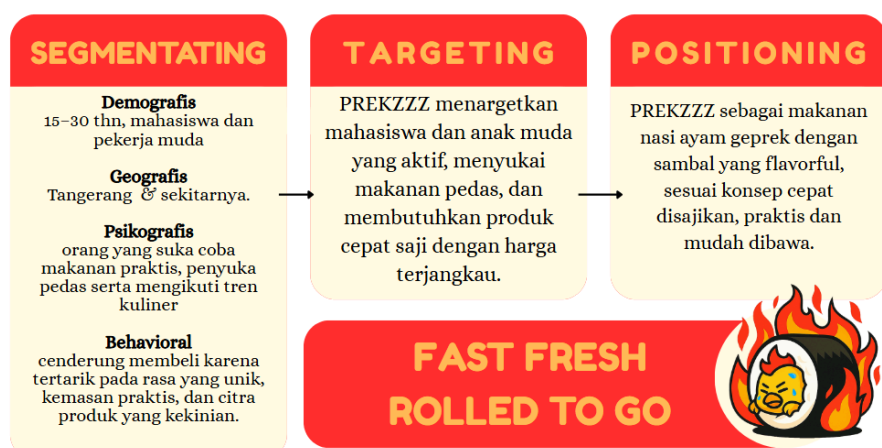 SEGMENTATING
Demografis
15–30 thn, mahasiswa dan
pekerja muda
Geografis
Tangerang & sekitarnya.
Psikografis
orang yang suka coba
makanan praktis, penyuka
pedas serta mengikuti tren
kuliner
Behavioral
cenderung membeli karena
tertarik pada rasa yang unik,
kemasan praktis, dan citra
produk yang kekinian.
TARGETING
PREKZZZ menargetkan
mahasiswa dan anak muda
yang aktif, menyukai
makanan pedas, dan
membutuhkan produk
cepat saji dengan harga
terjangkau.
POSITIONING
PREKZZZ sebagai makanan
nasi ayam geprek dengan
sambal yang flavorful,
sesuai konsep cepat
disajikan, praktis dan
mudah dibawa.
FAST FRESH
ROLLED TO GO